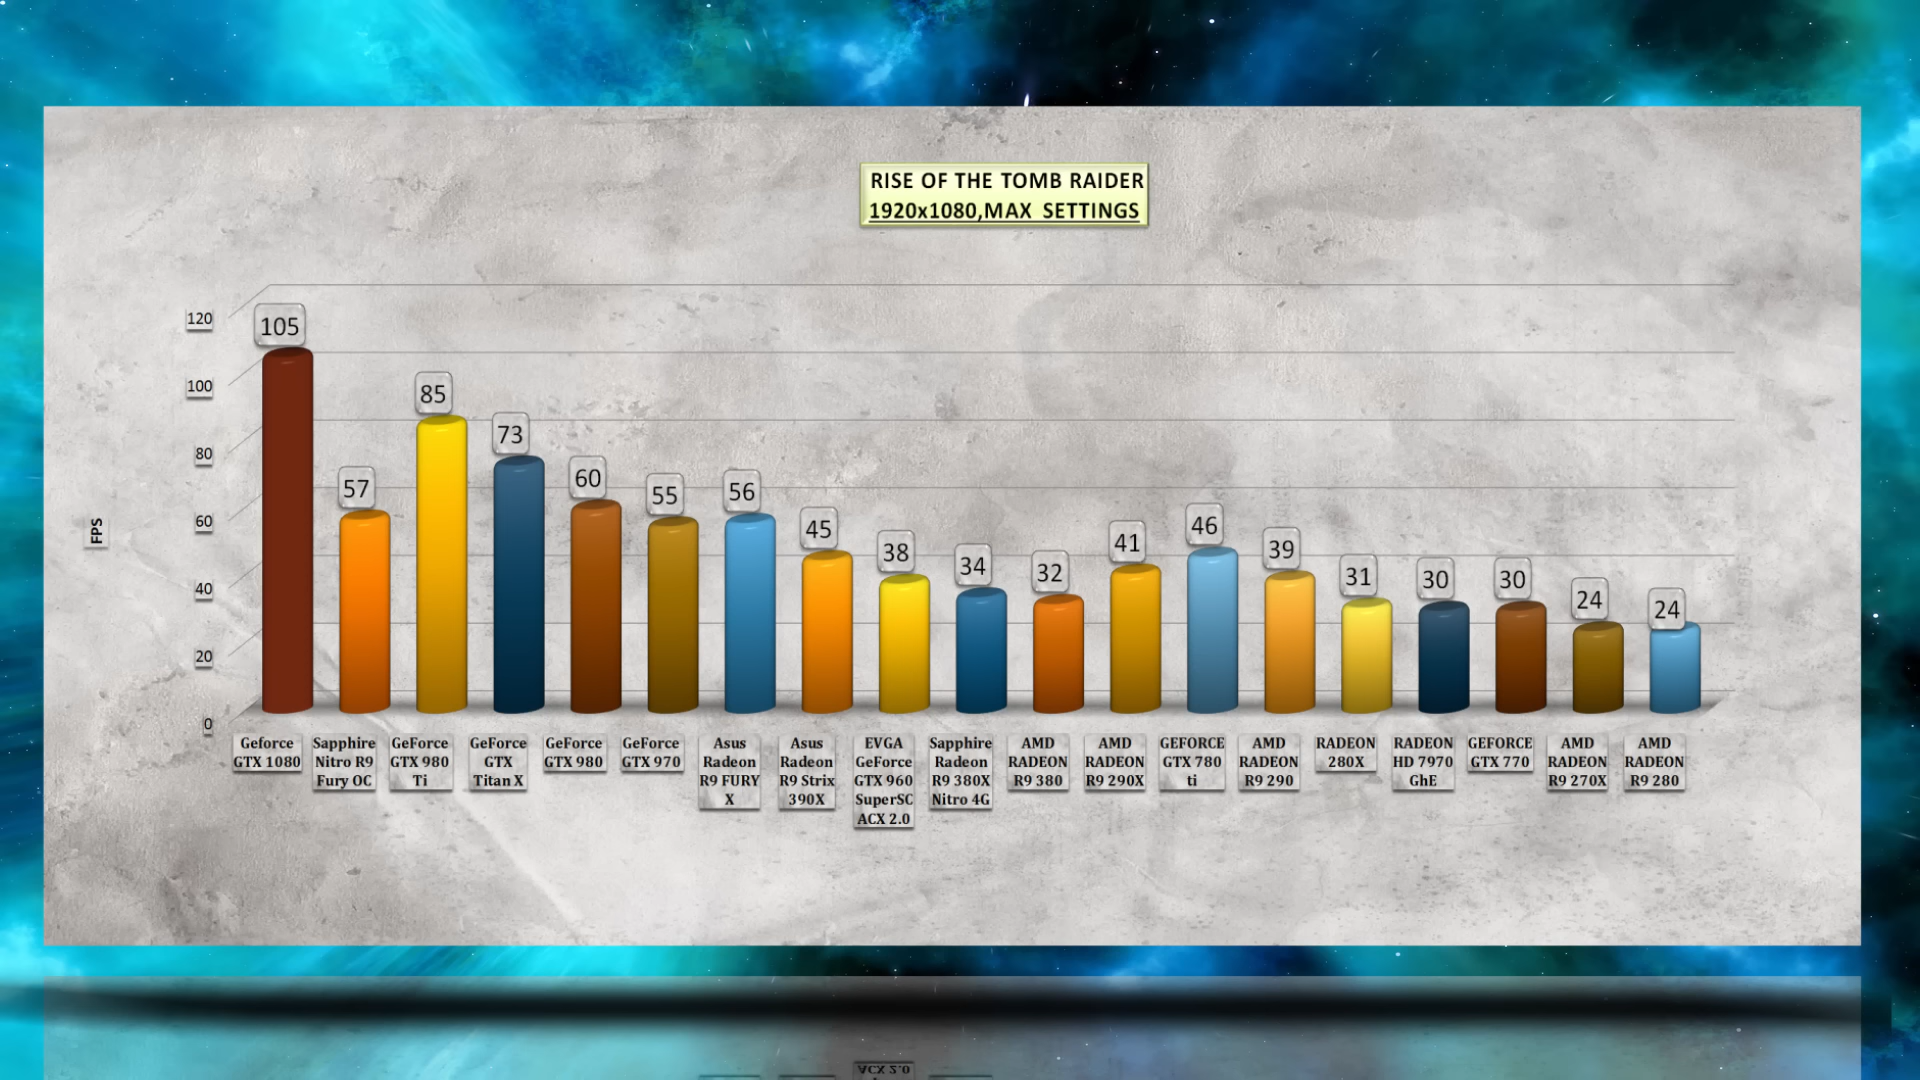 RISE OF THE TOMB RAIDER
1920x1080,MAX SETTINGS
120
100
80
60
40
20
0
FPS
105
57
85
73
60
55
56
45
38
34
32
41
46
39
31
30
30
24
24
Geforce
GTX 1080
Sapphire
Nitro R9
Fury OC
GeForce
GTX 980
Ti
GeForce
GTX
Titan X
GeForce
GTX 980
GeForce
GTX 970
Asus
Radeon
R9 FURY
X
Asus
Radeon
R9 Strix
390X
EVGA
GeForce
GTX 960
SuperSC
ACX 2.0
Sapphire
Radeon
R9 380X
Nitro 4G
AMD
RADEON
R9 380
AMD
RADEON
R9 290X
GEFORCE
GTX 780
ti
AMD
RADEON
R9 290
RADEON
280X
RADEON
HD 7970
GhE
GEFORCE
GTX 770
AMD
RADEON
R9 270X
AMD
RADEON
R9 280
ACX 2.0